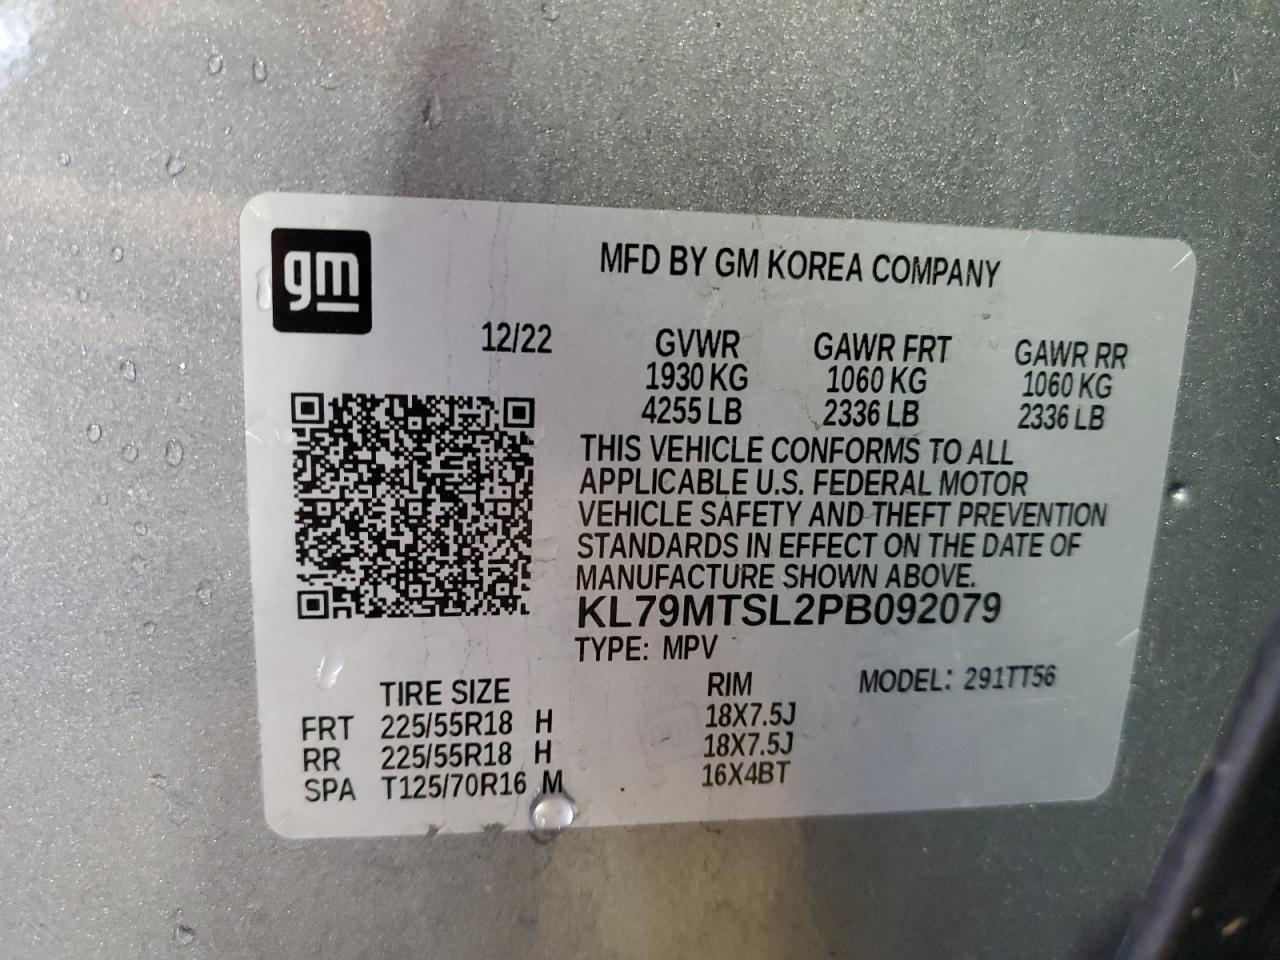 gm
MFD BY GM KOREA COMPANY
12/22
GVWR GAWR FRT GAWR RR
1930 KG 1060 KG 1060 KG
4255 LB 2336 LB 2336 LB
THIS VEHICLE CONFORMS TO ALL
APPLICABLE U.S. FEDERAL MOTOR
VEHICLE SAFETY AND THEFT PREVENTION
STANDARDS IN EFFECT ON THE DATE OF
MANUFACTURE SHOWN ABOVE.
KL79MTSL2PB092079
TYPE: MPV
MODEL: 291TT56
TIRE SIZE RIM
FRT 225/55R18 H 18X7.5J
RR 225/55R18 H 18X7.5J
SPA T125/70R16 M 16X4BT